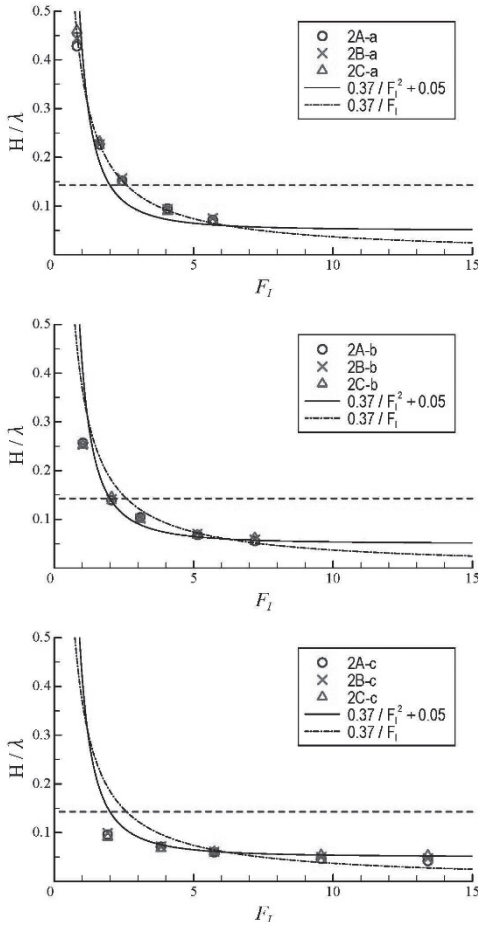 0.5
2A-a
2B-a
2C-a
0.37 / F_I^2 + 0.05
0.37 / F_I
0.4
0.3
0.2
0.1
H / λ
0 5 10 15
F_I
0.5
2A-b
2B-b
2C-b
0.37 / F_I^2 + 0.05
0.37 / F_I
0.4
0.3
0.2
0.1
H / λ
0 5 10 15
F_I
0.5
2A-c
2B-c
2C-c
0.37 / F_I^2 + 0.05
0.37 / F_I
0.4
0.3
0.2
0.1
H / λ
0 5 10 15
F_I